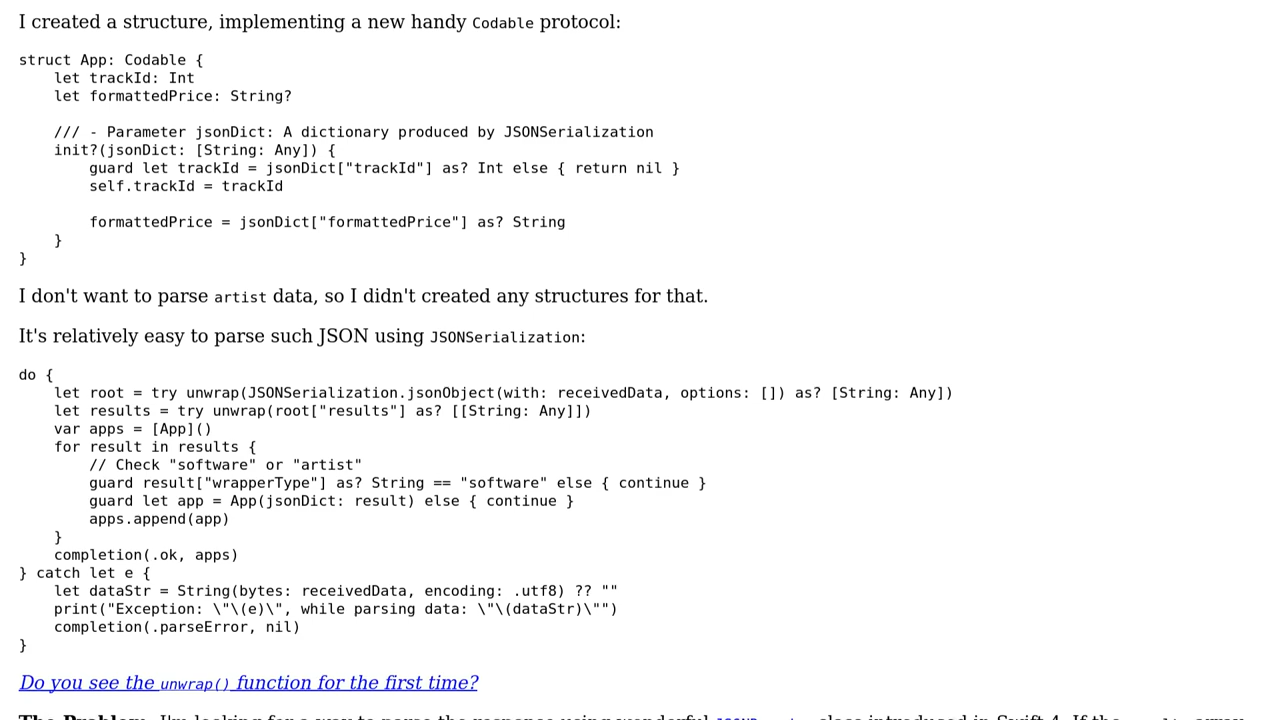 I created a structure, implementing a new handy Codable protocol:
struct App: Codable {
    let trackId: Int
    let formattedPrice: String?

    /// - Parameter jsonDict: A dictionary produced by JSONSerialization
    init?(jsonDict: [String: Any]) {
        guard let trackId = jsonDict["trackId"] as? Int else { return nil }
        self.trackId = trackId

        formattedPrice = jsonDict["formattedPrice"] as? String
    }
}
I don't want to parse artist data, so I didn't created any structures for that.
It's relatively easy to parse such JSON using JSONSerialization:
do {
    let root = try unwrap(JSONSerialization.jsonObject(with: receivedData, options: []) as? [String: Any])
    let results = try unwrap(root["results"] as? [[String: Any]])
    var apps = [App]()
    for result in results {
        // Check "software" or "artist"
        guard result["wrapperType"] as? String == "software" else { continue }
        guard let app = App(jsonDict: result) else { continue }
        apps.append(app)
    }
    completion(.ok, apps)
} catch let e {
    let dataStr = String(bytes: receivedData, encoding: .utf8) ?? ""
    print("Exception: \"\(e)\", while parsing data: \"\(dataStr)\"")
    completion(.parseError, nil)
}
Do you see the unwrap() function for the first time?